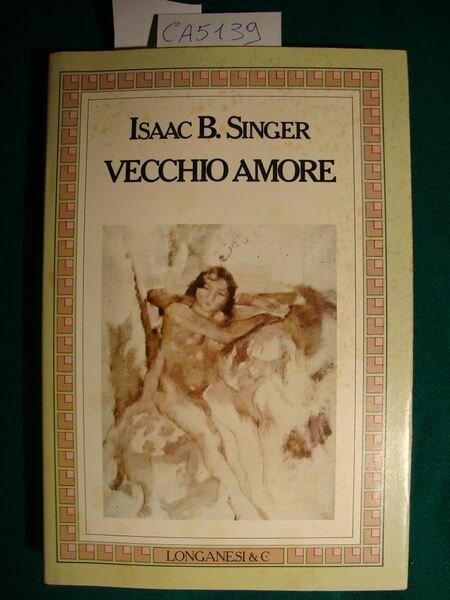 CA5139
ISAAC B. SINGER
VECCHIO AMORE
LONGANESI & C